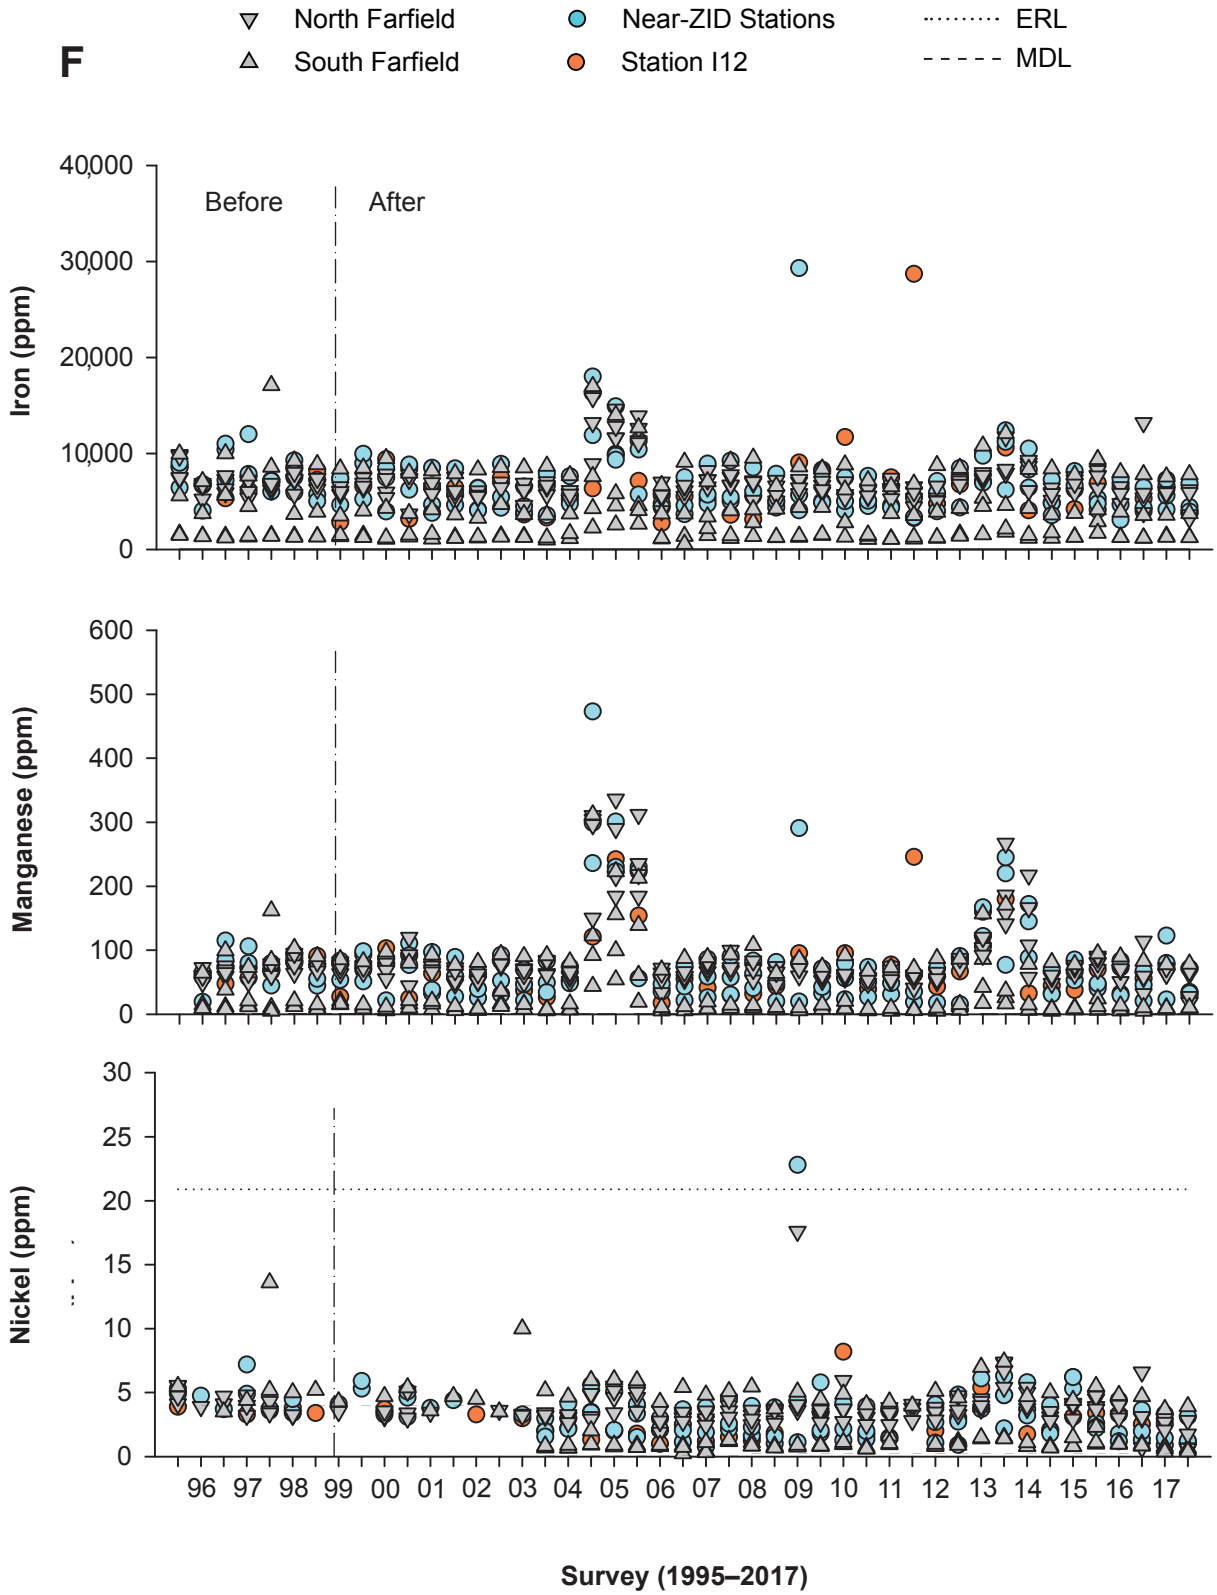 North Farfield
Near-ZID Stations
ERL
F
South Farfield
Station I12
MDL
40,000
Before
After
30,000
20,000
10,000
0
Iron (ppm)
600
500
400
300
200
100
0
Manganese (ppm)
30
25
20
15
10
5
0
Nickel (ppm)
96 97 98 99 00 01 02 03 04 05 06 07 08 09 10 11 12 13 14 15 16 17
Survey (1995–2017)